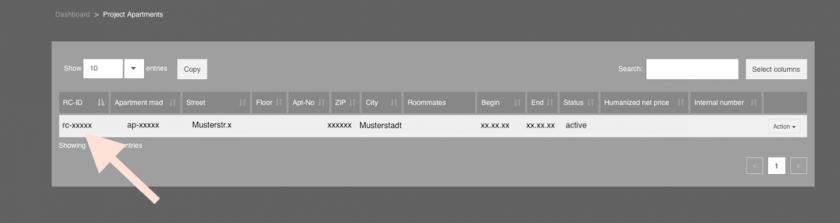 Dashboard > Project Apartments
Show 10 entries Copy Search: Select columns
RC-ID Apartment mad Street Floor Apt-No ZIP City Roommates Begin End Status Humanized net price Internal number
rc-xxxxx ap-xxxxx Musterstr.x xxxxxx Musterstadt xx.xx.xx xx.xx.xx active Action
Showing entries
1